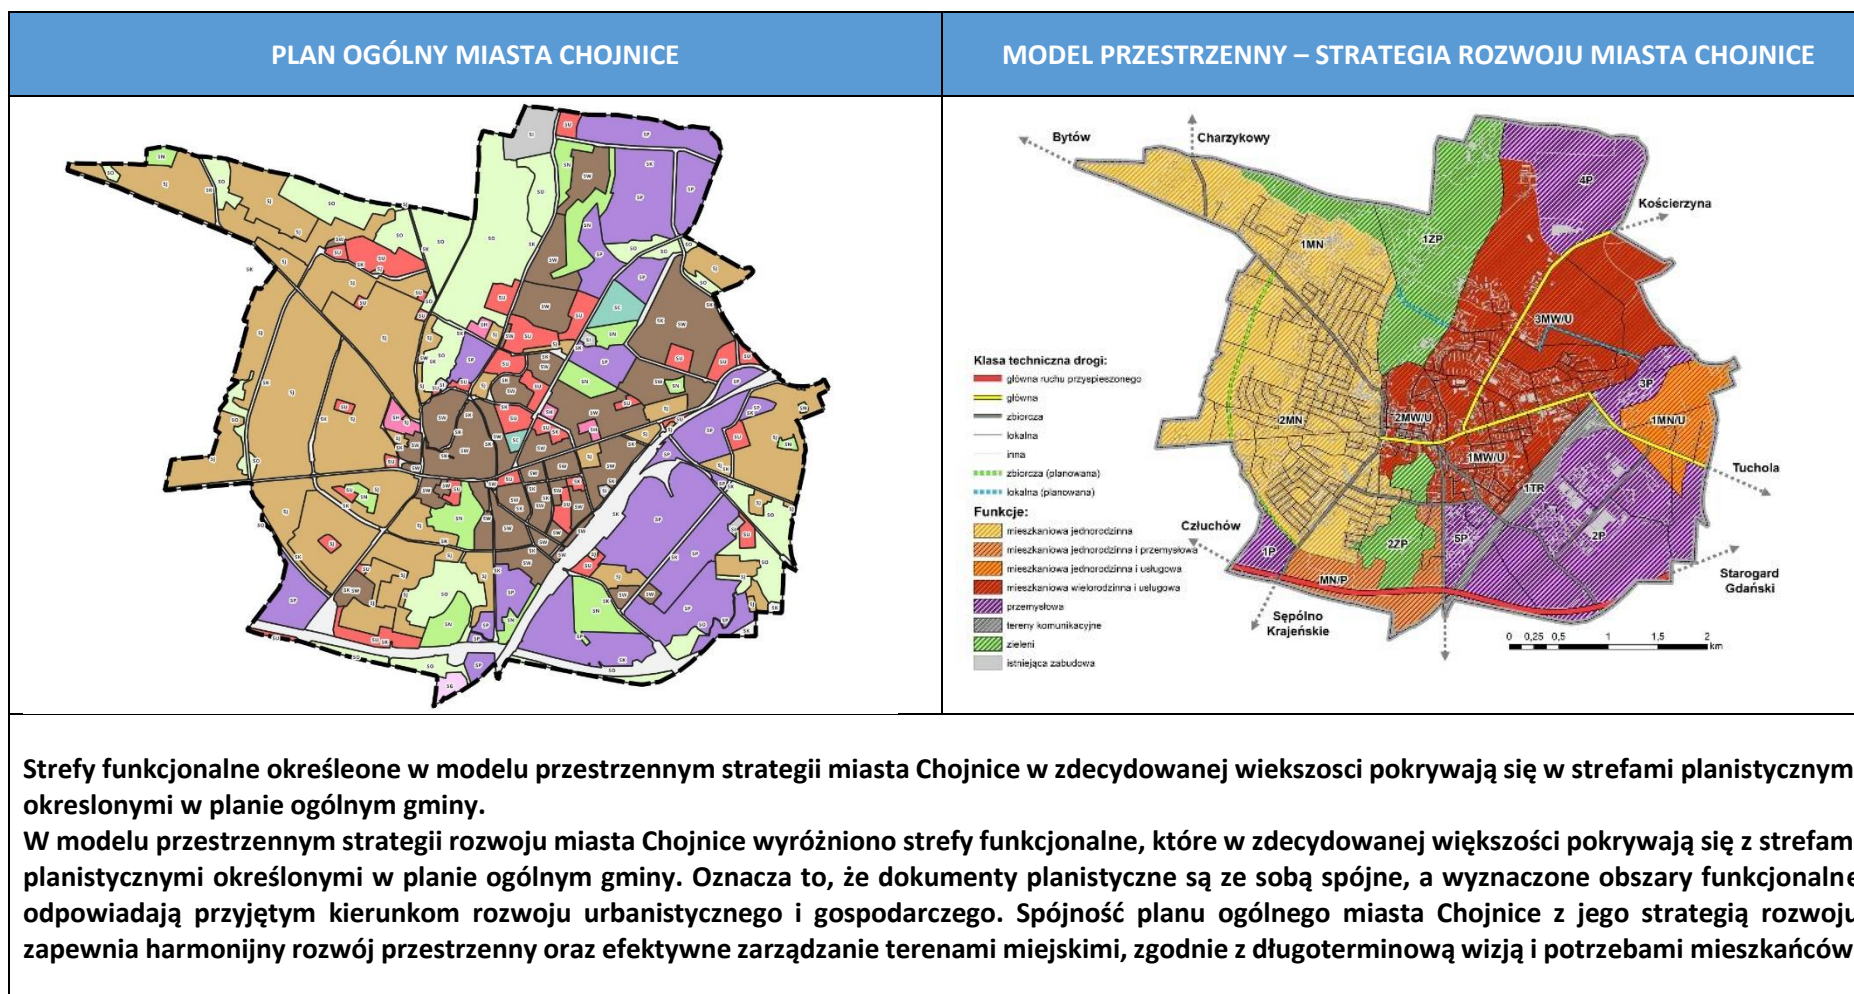 PLAN OGÓLNY MIASTA CHOJNICE
MODEL PRZESTRZENNY – STRATEGIA ROZWOJU MIASTA CHOJNICE
Bytów
Charzykowy
Kościerzyna
Tuchola
Starogard
Gdański
Sępólno
Krajeńskie
Człuchów
1MN
1ZP
4P
3MW/U
3P
1MN/U
2MN
2MW/U
1MW/U
1TR
2P
5P
2ZP
1P
MN/P
Klasa techniczna drogi:
główna ruchu przyspieszonego
główna
zbiorcza
lokalna
inna
zbiorcza (planowana)
lokalna (planowana)
Funkcje:
mieszkaniowa jednorodzinna
mieszkaniowa jednorodzinna i przemysłowa
mieszkaniowa jednorodzinna i usługowa
mieszkaniowa wielorodzinna i usługowa
przemysłowa
tereny komunikacyjne
zieleni
istniejąca zabudowa
0 0,25 0,5 1 1,5 2
km
Strefy funkcjonalne określeone w modelu przestrzennym strategii miasta Chojnice w zdecydowanej wiekszosci pokrywają się w strefami planistycznym
okreslonymi w planie ogólnym gminy.
W modelu przestrzennym strategii rozwoju miasta Chojnice wyróżniono strefy funkcjonalne, które w zdecydowanej większości pokrywają się z strefam
planistycznymi określonymi w planie ogólnym gminy. Oznacza to, że dokumenty planistyczne są ze sobą spójne, a wyznaczone obszary funkcjonalne
odpowiadają przyjętym kierunkom rozwoju urbanistycznego i gospodarczego. Spójność planu ogólnego miasta Chojnice z jego strategią rozwoju
zapewnia harmonijny rozwój przestrzenny oraz efektywne zarządzanie terenami miejskimi, zgodnie z długoterminową wizją i potrzebami mieszkańców